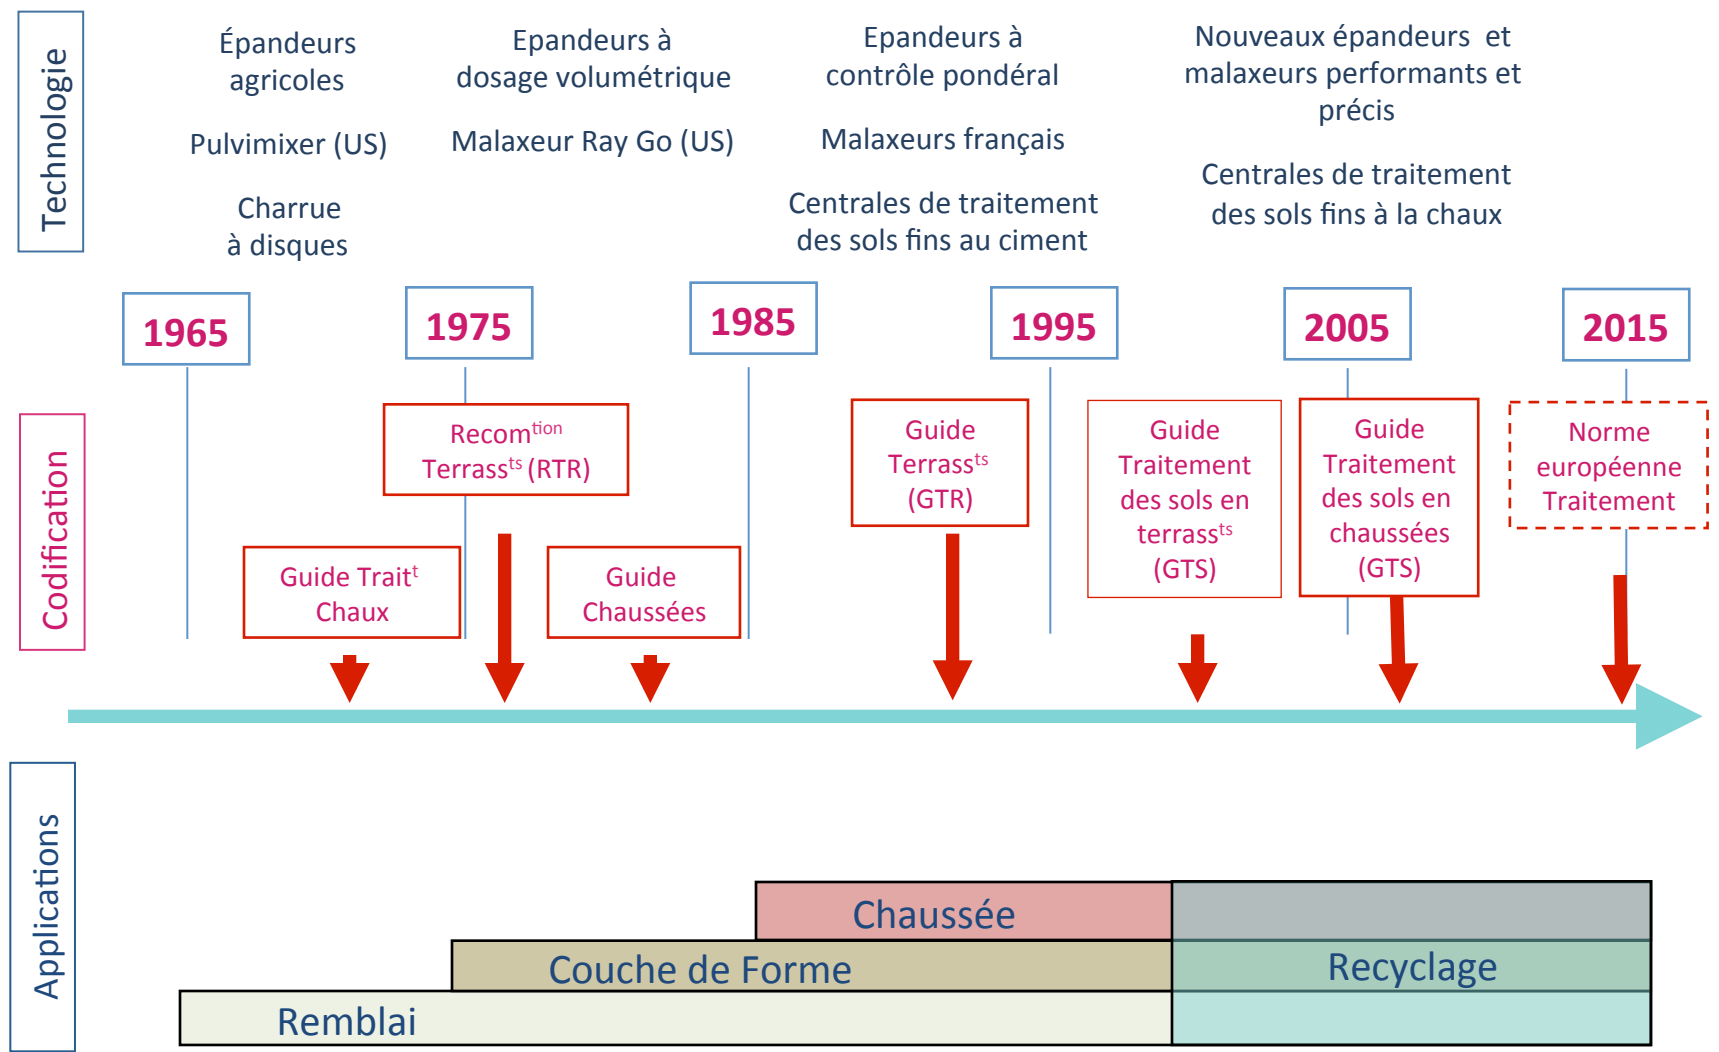 Technologie
Épandeurs
agricoles
Pulvimixer (US)
Charrue
à disques
Epandeurs à
dosage volumétrique
Malaxeur Ray Go (US)
Epandeurs à
contrôle pondéral
Malaxeurs français
Centrales de traitement
des sols fins au ciment
Nouveaux épandeurs et
malaxeurs performants et
précis
Centrales de traitement
des sols fins à la chaux
1965
1975
1985
1995
2005
2015
Codification
Guide Traitᵗ
Chaux
Recomᵗⁱᵒⁿ
Terrassᵗˢ (RTR)
Guide
Chaussées
Guide
Terrassᵗˢ
(GTR)
Guide
Traitement
des sols en
terrassᵗˢ
(GTS)
Guide
Traitement
des sols en
chaussées
(GTS)
Norme
européenne
Traitement
Applications
Chaussée
Couche de Forme
Recyclage
Remblai